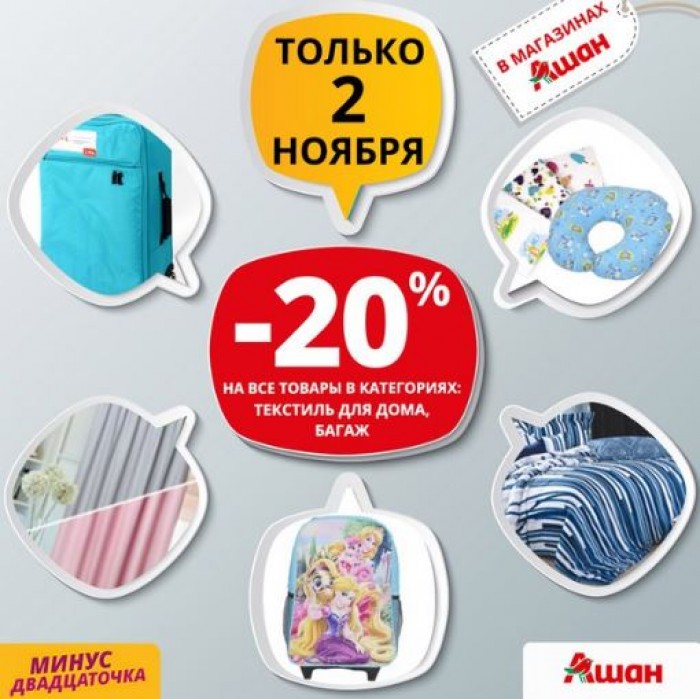 ТОЛЬКО
2
НОЯБРЯ
В МАГАЗИНАХ
Ашан
-20%
НА ВСЕ ТОВАРЫ В КАТЕГОРИЯХ:
ТЕКСТИЛЬ ДЛЯ ДОМА,
БАГАЖ
МИНУС
ДВАДЦАТОЧКА
Ашан